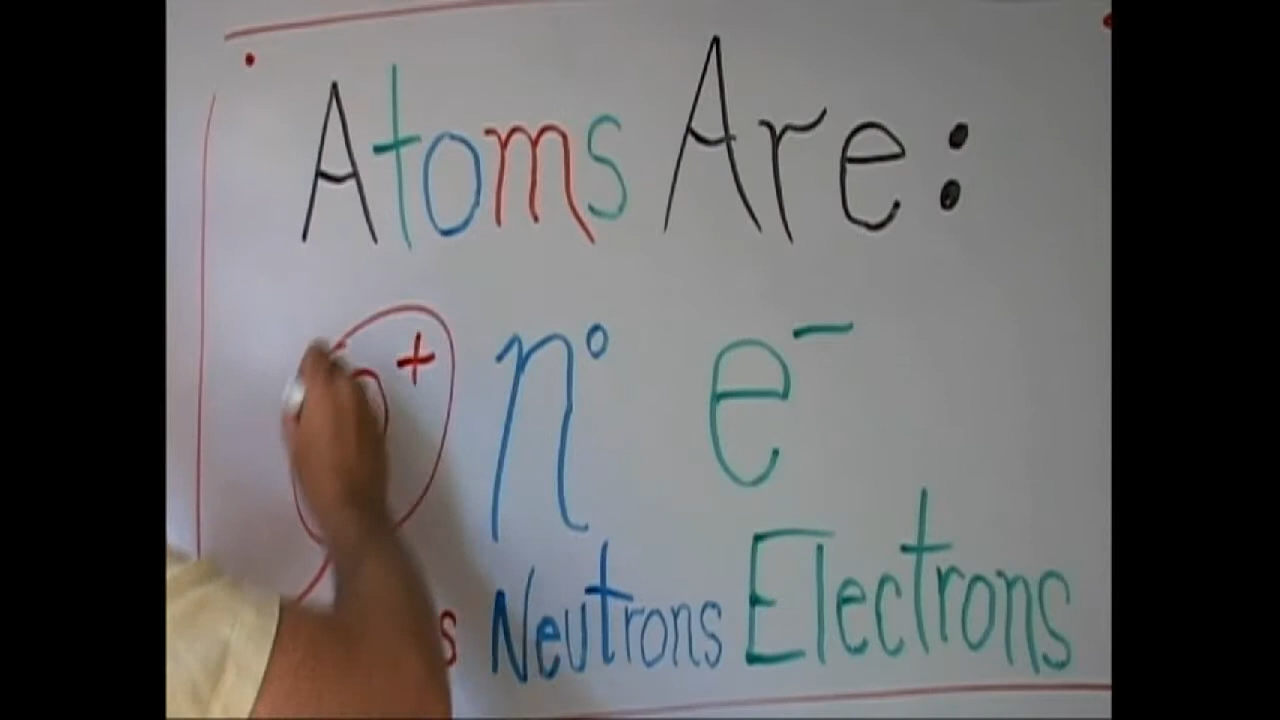 Atoms Are:
+ n° e⁻
s Neutrons Electrons